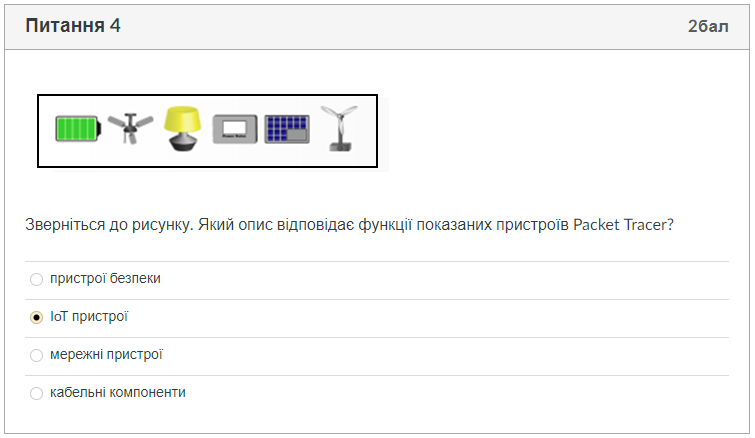 Питання 4
2бал
Зверніться до рисунку. Який опис відповідає функції показаних пристроїв Packet Tracer?
пристрої безпеки
IoT пристрої
мережні пристрої
кабельні компоненти